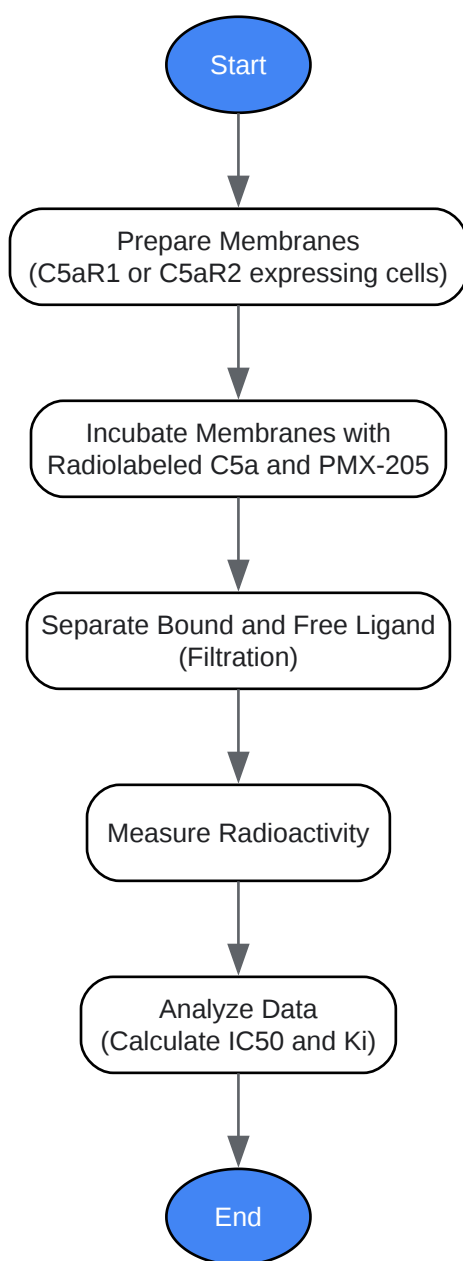 Start
Prepare Membranes
(C5aR1 or C5aR2 expressing cells)
Incubate Membranes with
Radiolabeled C5a and PMX-205
Separate Bound and Free Ligand
(Filtration)
Measure Radioactivity
Analyze Data
(Calculate IC50 and Ki)
End